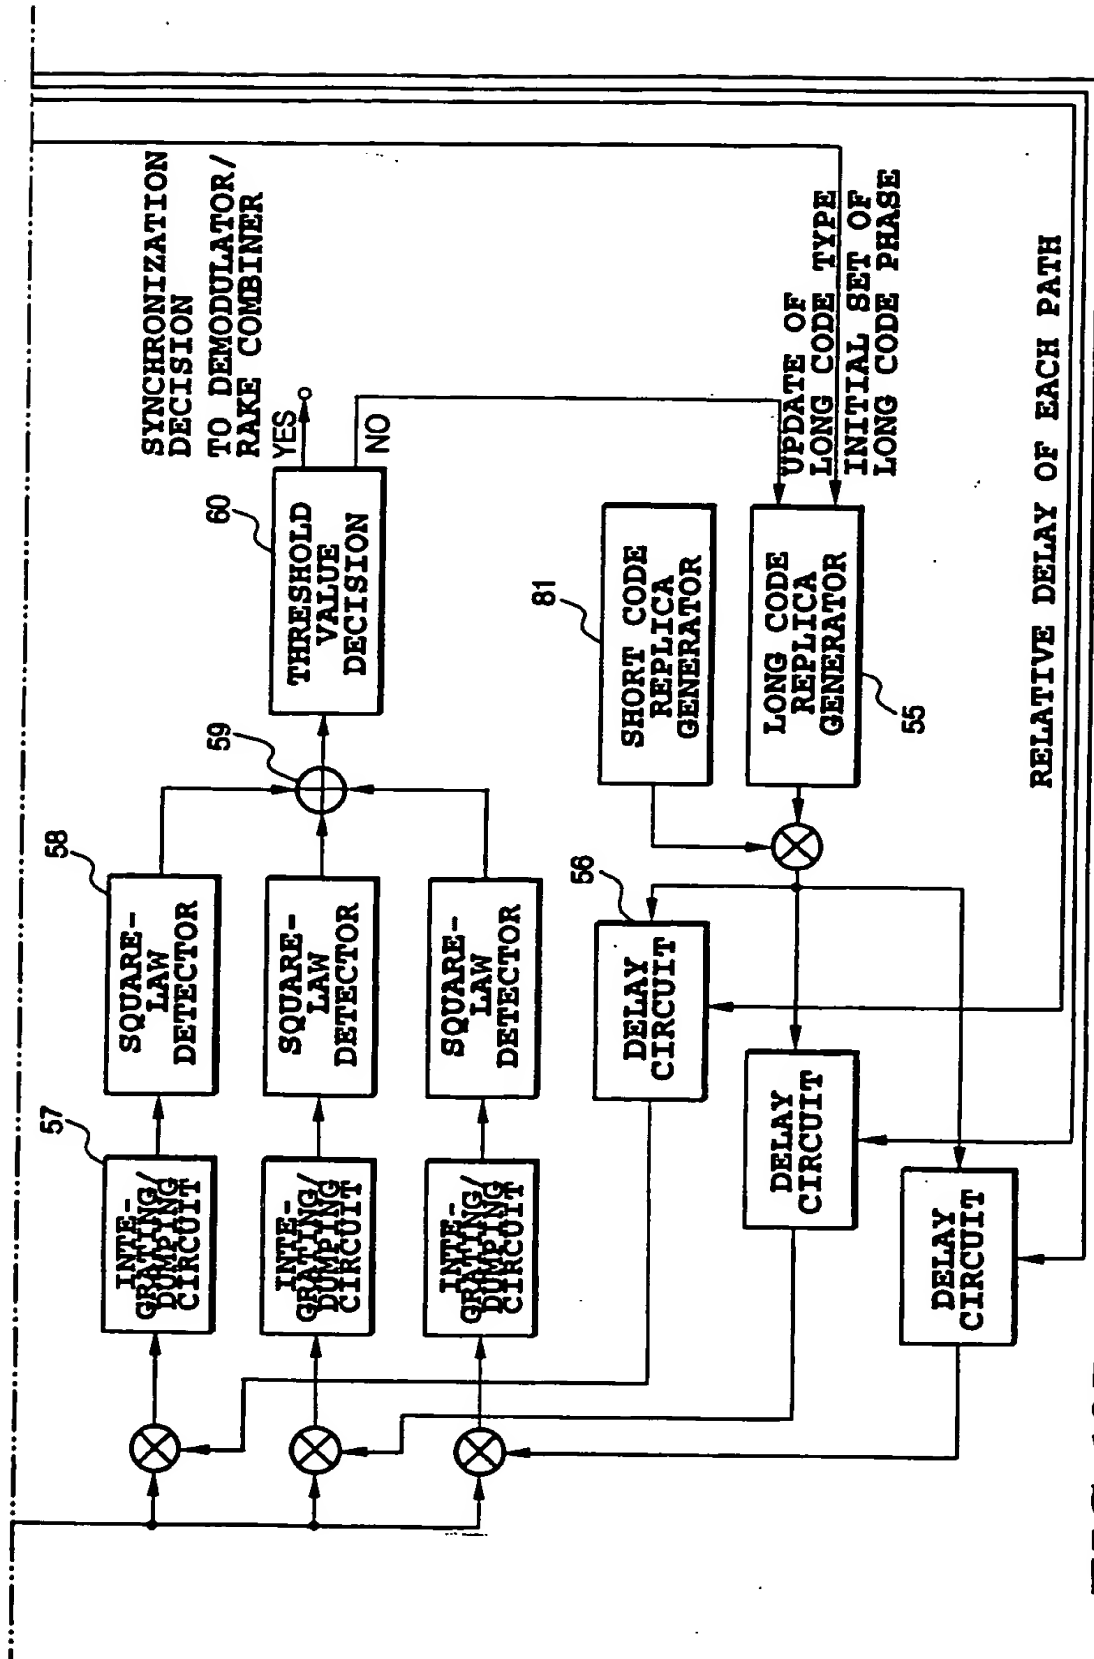 SYNCHRONIZATION
DECISION
TO DEMODULATOR/
RAKE COMBINER
58
SQUARE-
LAW
DETECTOR
57
INTE-
GRATING/
DUMPING
CIRCUIT
59
60
THRESHOLD
VALUE
DECISION
YES
NO
SQUARE-
LAW
DETECTOR
INTE-
GRATING/
DUMPING
CIRCUIT
SQUARE-
LAW
DETECTOR
INTE-
GRATING/
DUMPING
CIRCUIT
81
SHORT CODE
REPLICA
GENERATOR
56
DELAY
CIRCUIT
UPDATE OF
LONG CODE TYPE
INITIAL SET OF
LONG CODE PHASE
LONG CODE
REPLICA
GENERATOR
55
DELAY
CIRCUIT
DELAY
CIRCUIT
RELATIVE DELAY OF EACH PATH